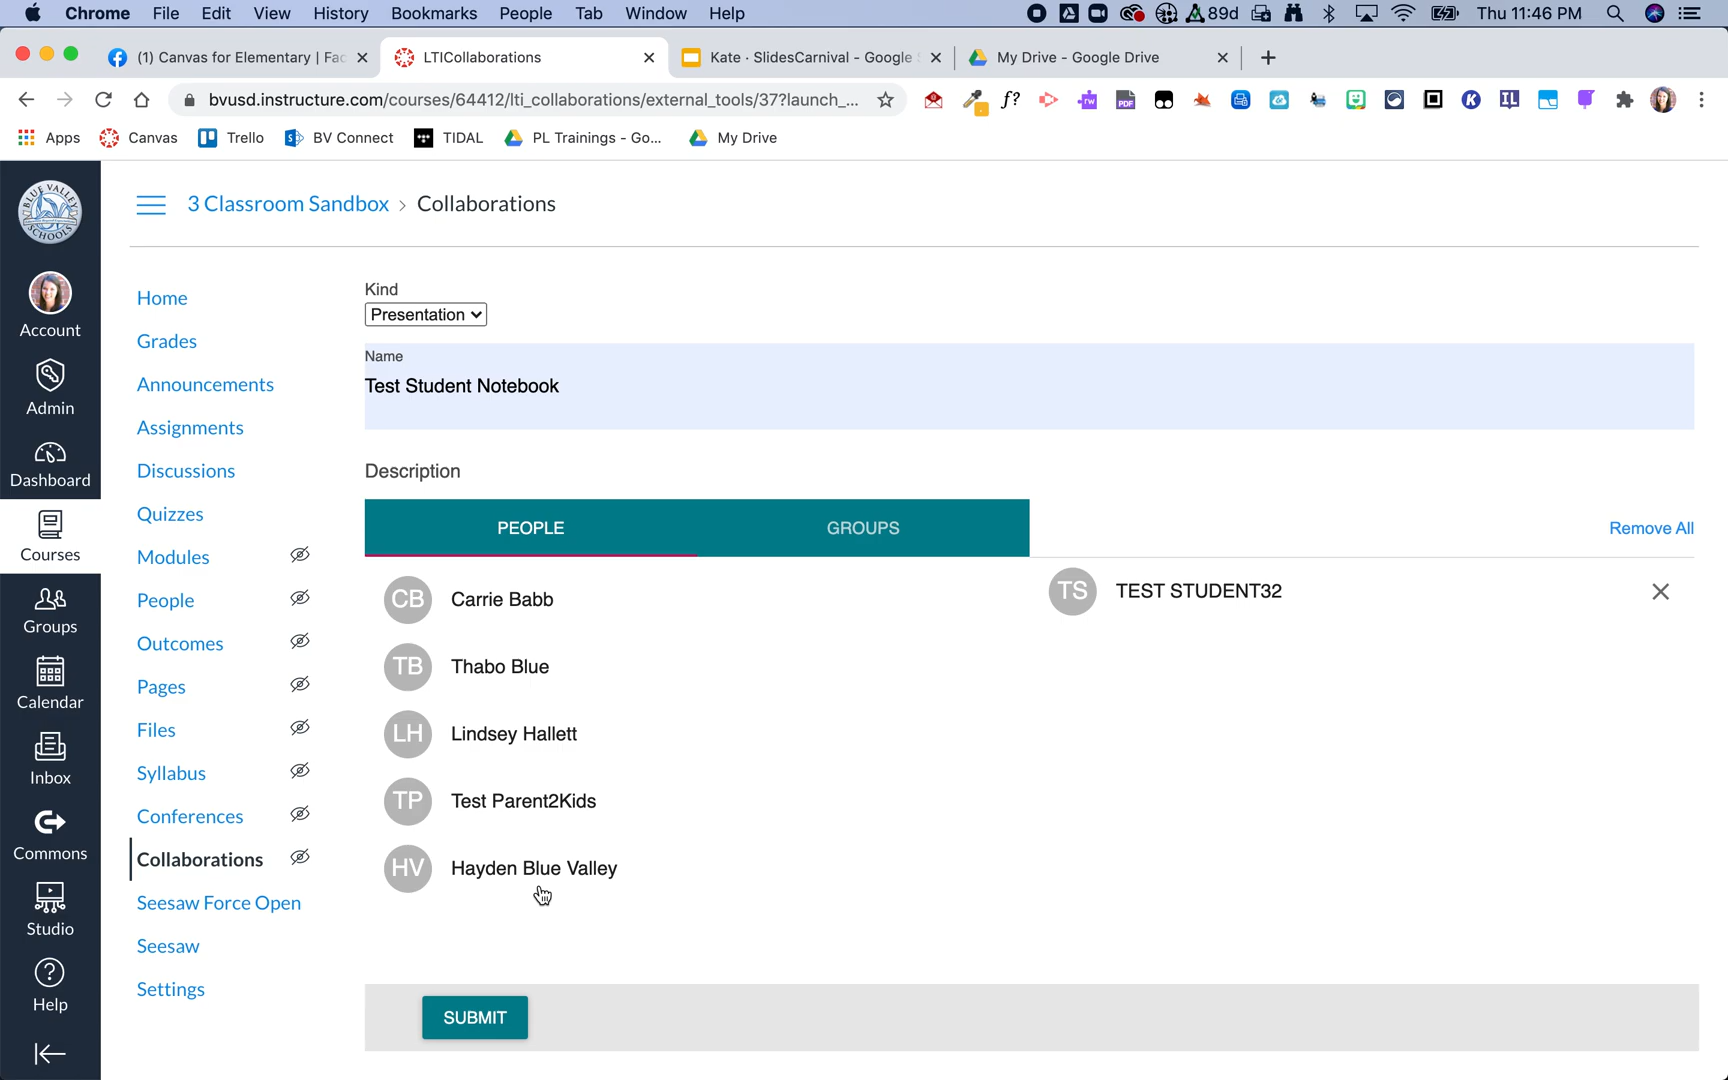 Chrome File Edit View History Bookmarks People Tab Window Help 89d Thu 11:46 PM
(1) Canvas for Elementary | Fac
LTICollaborations
Kate · SlidesCarnival - Google
My Drive - Google Drive
bvusd.instructure.com/courses/64412/lti_collaborations/external_tools/37?launch_...
Apps Canvas Trello BV Connect TIDAL PL Trainings - Go... My Drive
3 Classroom Sandbox > Collaborations
BLUE VALLEY
SCHOOLS
Account
Admin
Dashboard
Courses
Groups
Calendar
Inbox
Commons
Studio
Help
Home
Grades
Announcements
Assignments
Discussions
Quizzes
Modules
People
Outcomes
Pages
Files
Syllabus
Conferences
Collaborations
Seesaw Force Open
Seesaw
Settings
Kind
Presentation
Name
Test Student Notebook
Description
PEOPLE GROUPS Remove All
CB Carrie Babb
TB Thabo Blue
LH Lindsey Hallett
TP Test Parent2Kids
HV Hayden Blue Valley
TS TEST STUDENT32
SUBMIT